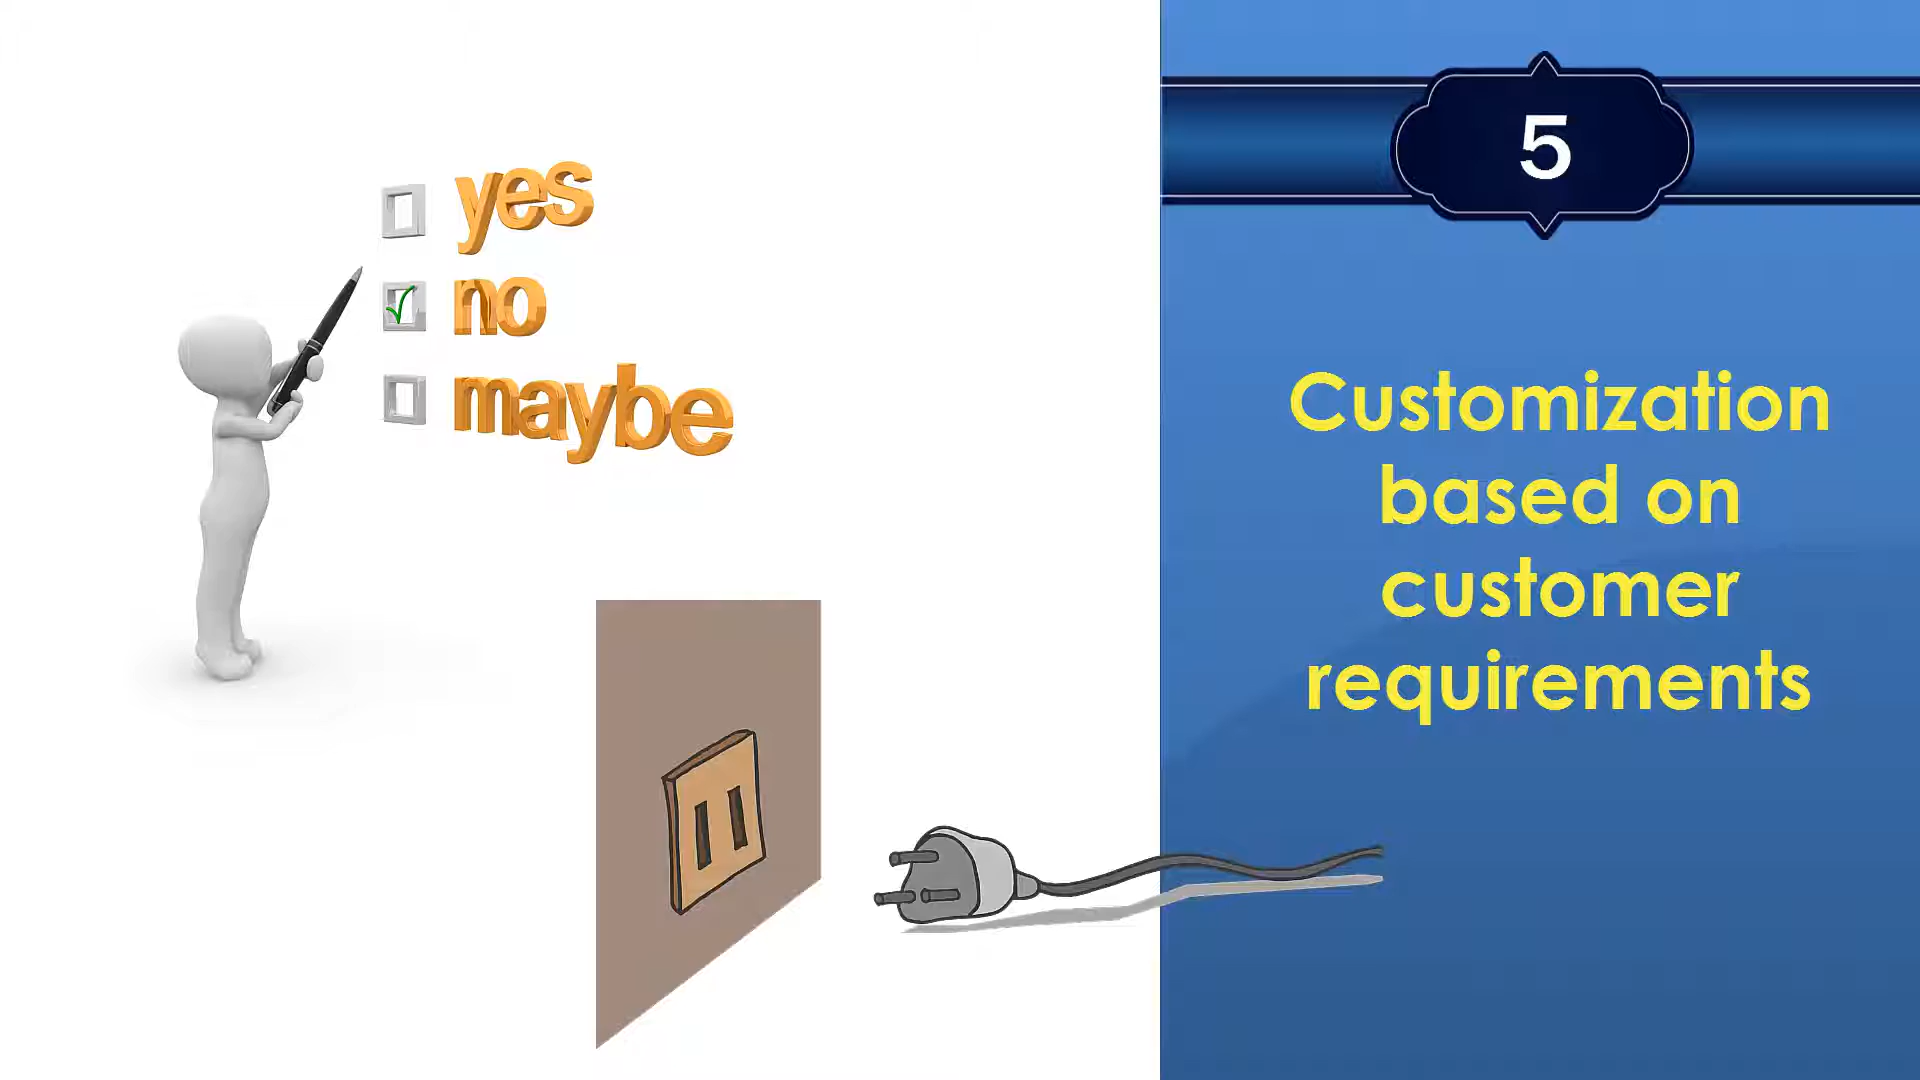 yes
no
maybe
5
Customization
based on
customer
requirements